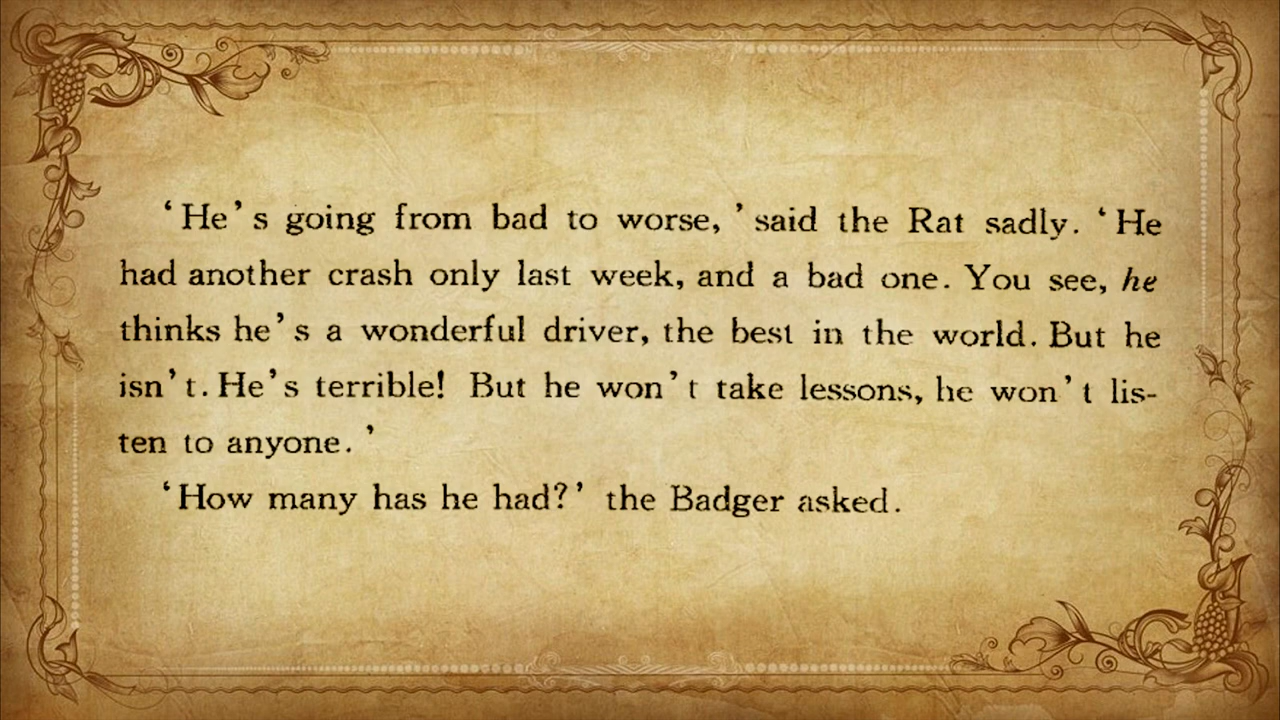 ‘He’s going from bad to worse,’ said the Rat sadly. ‘He
had another crash only last week, and a bad one. You see, he
thinks he’s a wonderful driver, the best in the world. But he
isn’t. He’s terrible! But he won’t take lessons, he won’t lis-
ten to anyone.’
‘How many has he had?’ the Badger asked.